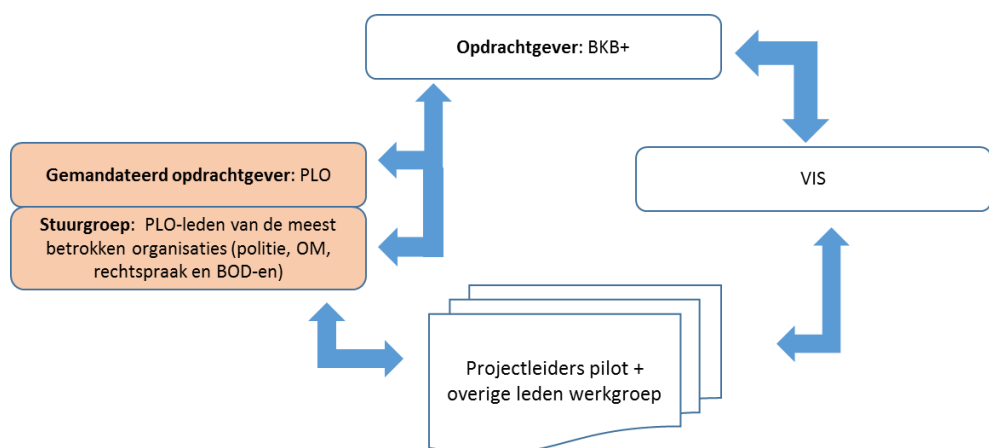 Opdrachtgever: BKB+
Gemandateerd opdrachtgever: PLO
Stuurgroep:  PLO-leden van de meest
betrokken organisaties (politie, OM,
rechtspraak en BOD-en)
VIS
Projectleiders pilot +
overige leden werkgroep